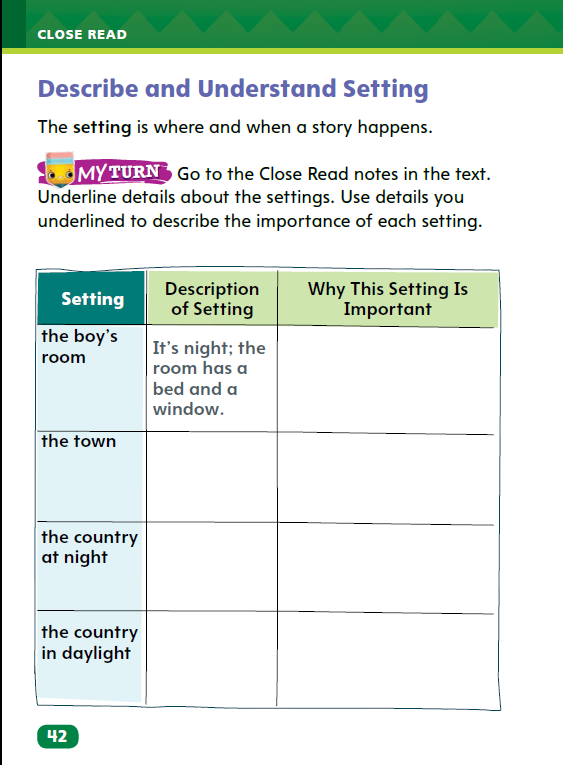 CLOSE READ
Describe and Understand Setting
The setting is where and when a story happens.
MY TURN Go to the Close Read notes in the text.
Underline details about the settings. Use details you
underlined to describe the importance of each setting.
Setting
Description
of Setting
Why This Setting Is
Important
the boy’s
room
It’s night; the
room has a
bed and a
window.
the town
the country
at night
the country
in daylight
42